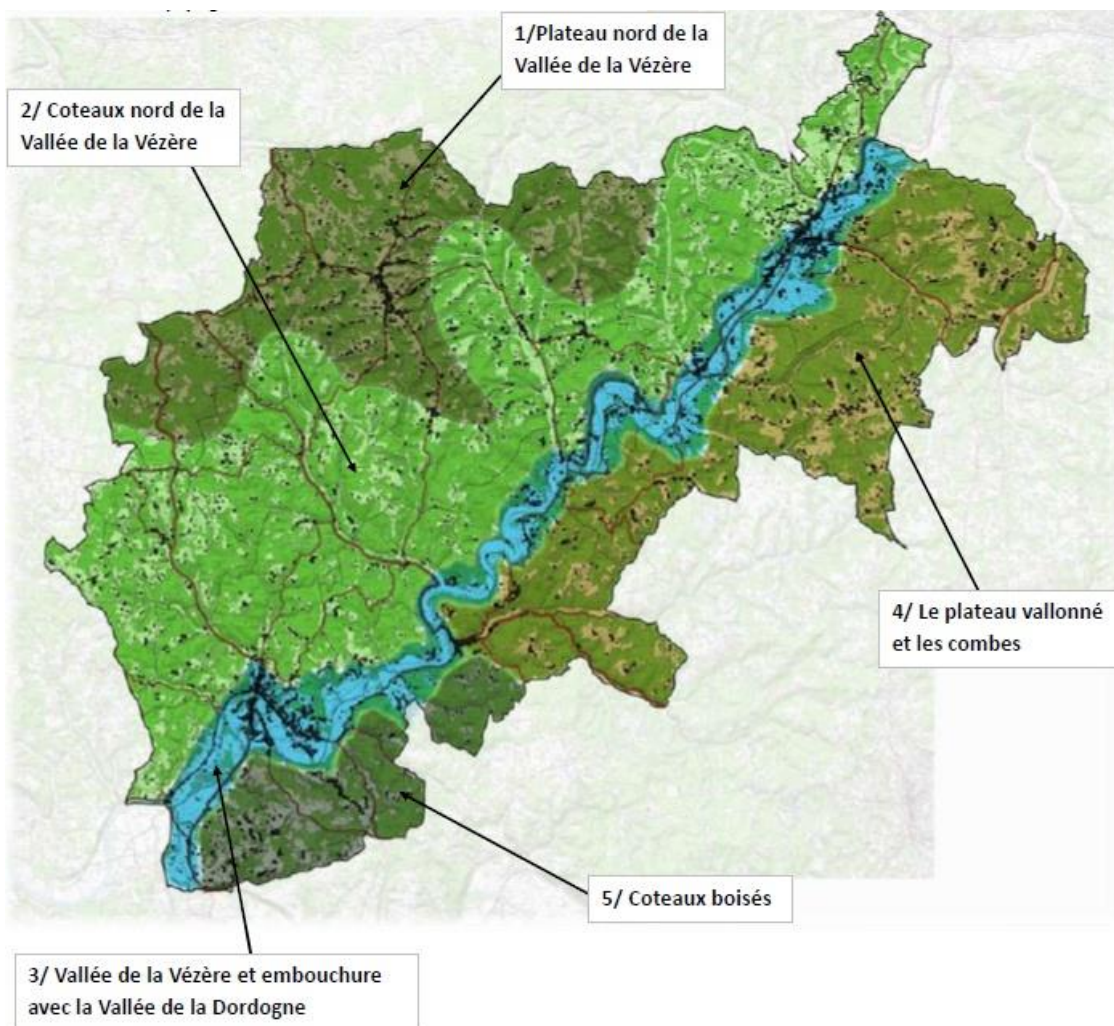 1/Plateau nord de la
Vallée de la Vézère
2/ Coteaux nord de la
Vallée de la Vézère
4/ Le plateau vallonné
et les combes
5/ Coteaux boisés
3/ Vallée de la Vézère et embouchure
avec la Vallée de la Dordogne